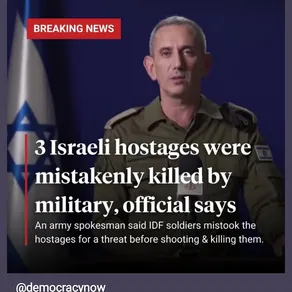 BREAKING NEWS
3 Israeli hostages were
mistakenly killed by
military, official says
An army spokesman said IDF soldiers mistook the
hostages for a threat before shooting & killing them.
@democracynow